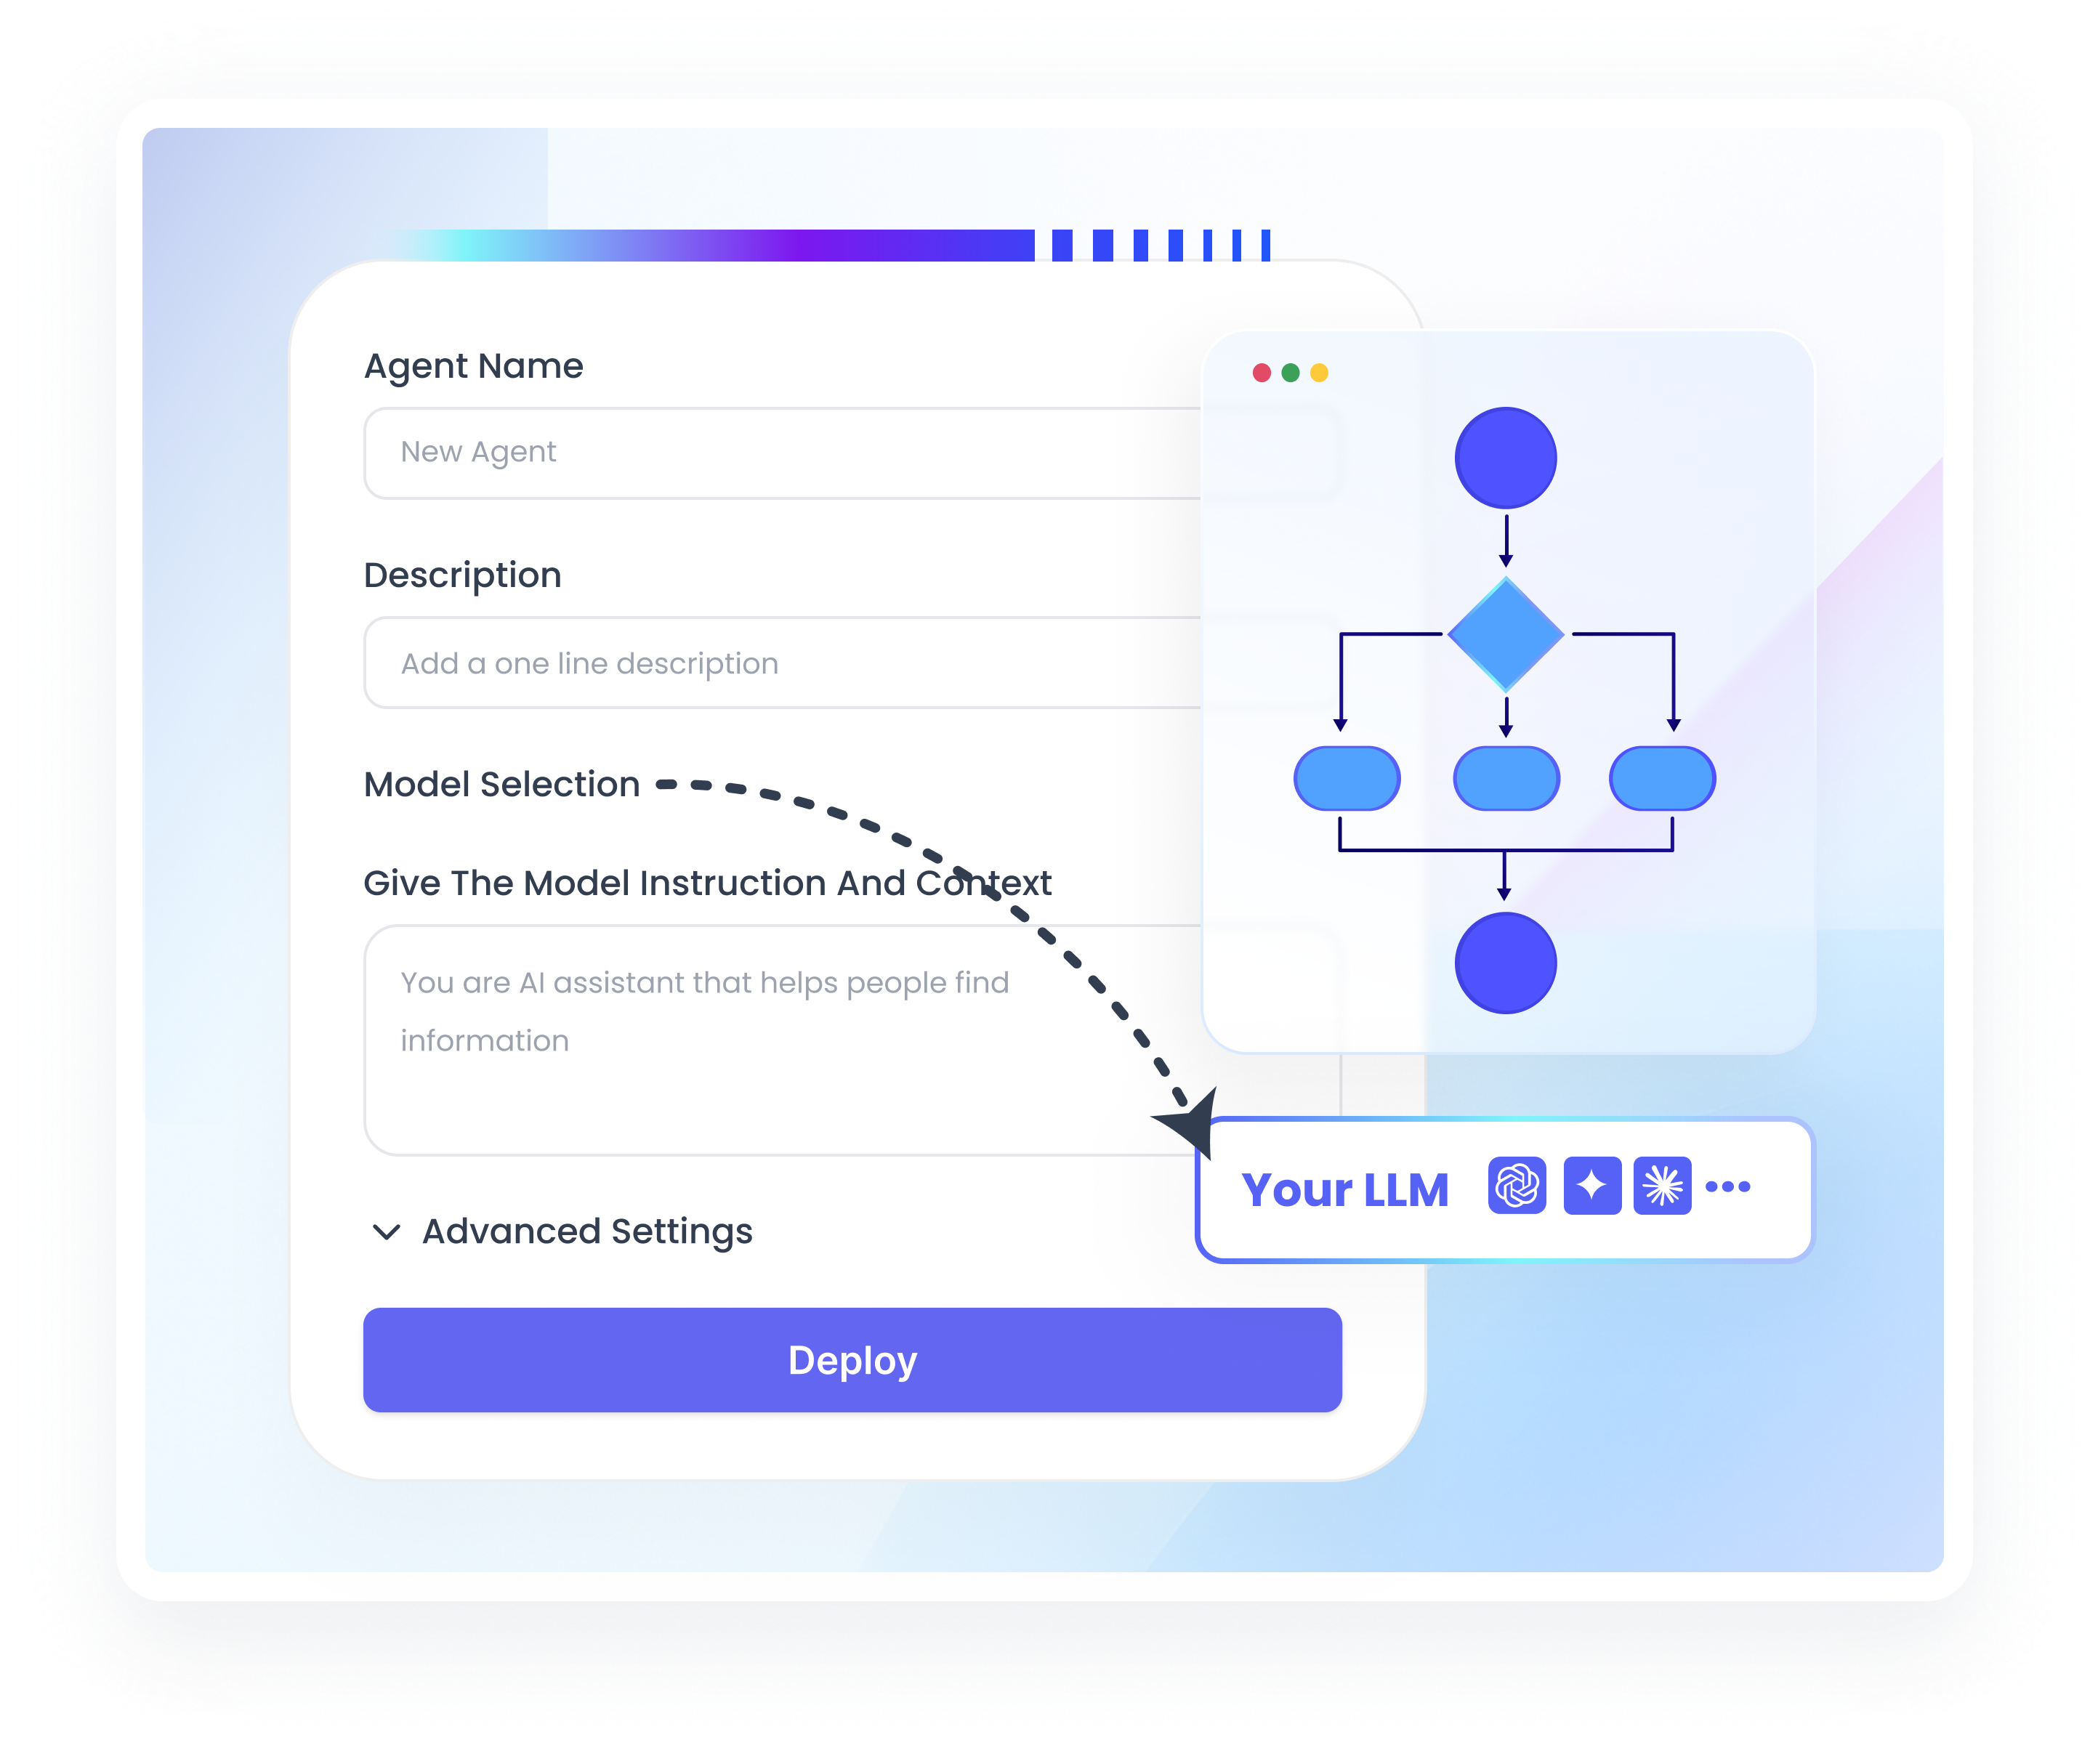 Agent Name
New Agent
Description
Add a one line description
Model Selection
Give The Model Instruction And Context
You are AI assistant that helps people find
information
Your LLM
Advanced Settings
Deploy